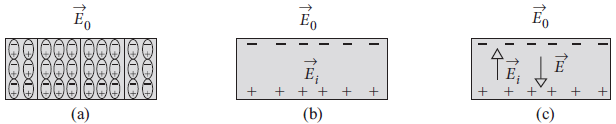 E⃗₀ E⃗₀ E⃗₀
E⃗ᵢ E⃗ᵢ E⃗
− − − − − −
+ + + + + +
(a) (b) (c)